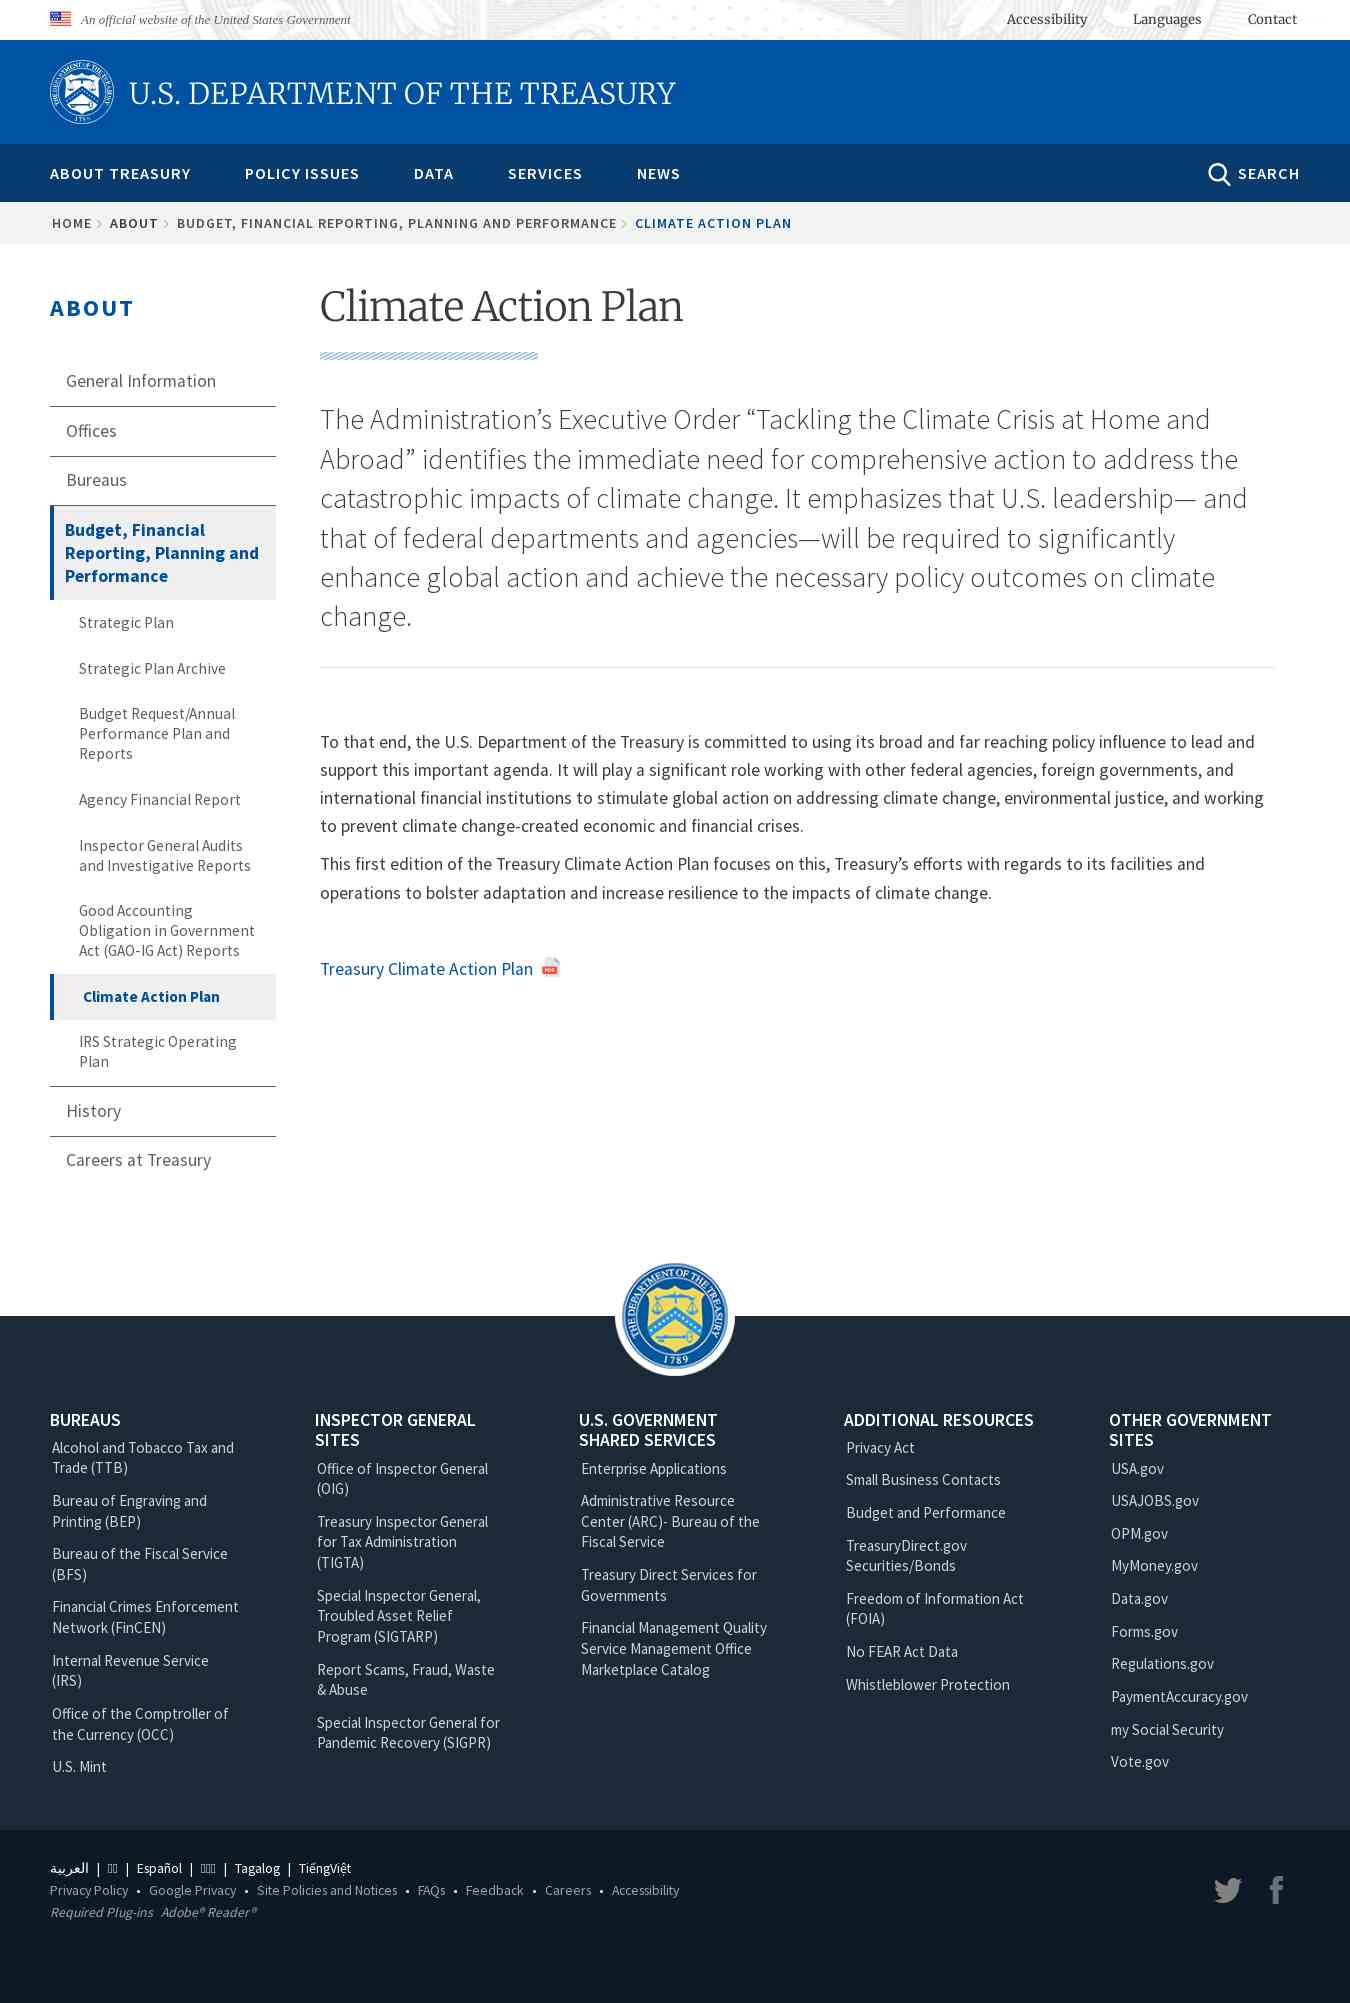 An official website of the United States Government
Accessibility Languages Contact
U.S. DEPARTMENT OF THE TREASURY
ABOUT TREASURY POLICY ISSUES DATA SERVICES NEWS SEARCH
HOME ABOUT BUDGET, FINANCIAL REPORTING, PLANNING AND PERFORMANCE CLIMATE ACTION PLAN
ABOUT
General Information
Offices
Bureaus
Budget, Financial
Reporting, Planning and
Performance
Strategic Plan
Strategic Plan Archive
Budget Request/Annual
Performance Plan and
Reports
Agency Financial Report
Inspector General Audits
and Investigative Reports
Good Accounting
Obligation in Government
Act (GAO-IG Act) Reports
Climate Action Plan
IRS Strategic Operating
Plan
History
Careers at Treasury
Climate Action Plan
The Administration’s Executive Order “Tackling the Climate Crisis at Home and
Abroad” identifies the immediate need for comprehensive action to address the
catastrophic impacts of climate change. It emphasizes that U.S. leadership— and
that of federal departments and agencies—will be required to significantly
enhance global action and achieve the necessary policy outcomes on climate
change.
To that end, the U.S. Department of the Treasury is committed to using its broad and far reaching policy influence to lead and
support this important agenda. It will play a significant role working with other federal agencies, foreign governments, and
international financial institutions to stimulate global action on addressing climate change, environmental justice, and working
to prevent climate change-created economic and financial crises.
This first edition of the Treasury Climate Action Plan focuses on this, Treasury’s efforts with regards to its facilities and
operations to bolster adaptation and increase resilience to the impacts of climate change.
Treasury Climate Action Plan PDF
THE DEPARTMENT OF THE TREASURY
1789
BUREAUS
Alcohol and Tobacco Tax and
Trade (TTB)
Bureau of Engraving and
Printing (BEP)
Bureau of the Fiscal Service
(BFS)
Financial Crimes Enforcement
Network (FinCEN)
Internal Revenue Service
(IRS)
Office of the Comptroller of
the Currency (OCC)
U.S. Mint
INSPECTOR GENERAL
SITES
Office of Inspector General
(OIG)
Treasury Inspector General
for Tax Administration
(TIGTA)
Special Inspector General,
Troubled Asset Relief
Program (SIGTARP)
Report Scams, Fraud, Waste
& Abuse
Special Inspector General for
Pandemic Recovery (SIGPR)
U.S. GOVERNMENT
SHARED SERVICES
Enterprise Applications
Administrative Resource
Center (ARC)- Bureau of the
Fiscal Service
Treasury Direct Services for
Governments
Financial Management Quality
Service Management Office
Marketplace Catalog
ADDITIONAL RESOURCES
Privacy Act
Small Business Contacts
Budget and Performance
TreasuryDirect.gov
Securities/Bonds
Freedom of Information Act
(FOIA)
No FEAR Act Data
Whistleblower Protection
OTHER GOVERNMENT
SITES
USA.gov
USAJOBS.gov
OPM.gov
MyMoney.gov
Data.gov
Forms.gov
Regulations.gov
PaymentAccuracy.gov
my Social Security
Vote.gov
العربية | | Español | | Tagalog | TiếngViệt
Privacy Policy • Google Privacy • Site Policies and Notices • FAQs • Feedback • Careers • Accessibility
Required Plug-ins Adobe® Reader®